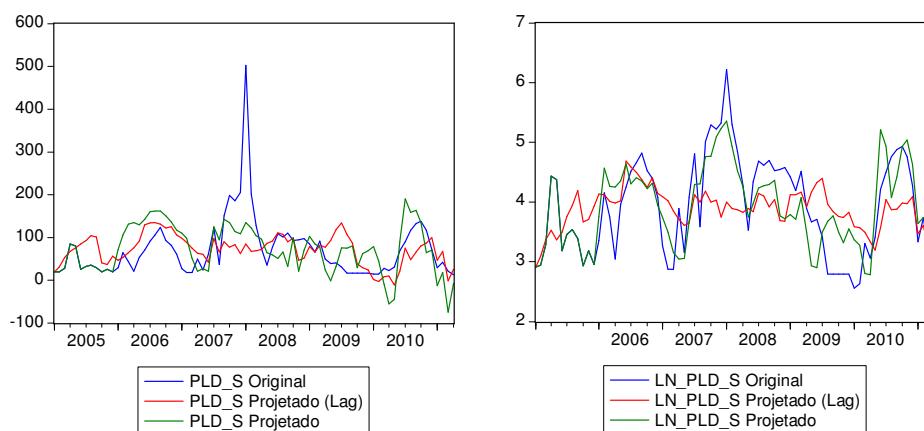 600
500
400
300
200
100
0
-100
2005 2006 2007 2008 2009 2010
PLD_S Original
PLD_S Projetado (Lag)
PLD_S Projetado
7
6
5
4
3
2
2006 2007 2008 2009 2010
LN_PLD_S Original
LN_PLD_S Projetado (Lag)
LN_PLD_S Projetado